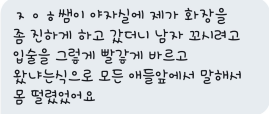 ㅈㅇㅎ쌤이 야자실에 제가 화장을
좀 진하게 하고 갔더니 남자 꼬시려고
입술을 그렇게 빨갛게 바르고
왔냐는식으로 모든 애들앞에서 말해서
몸 떨렸었어요